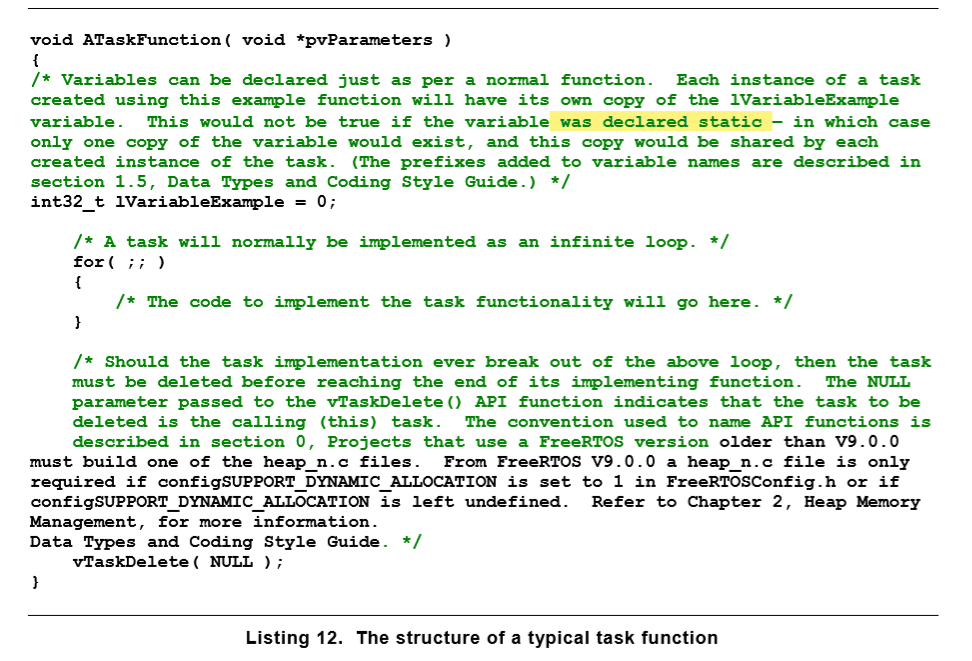 void ATaskFunction( void *pvParameters )
{
/* Variables can be declared just as per a normal function.  Each instance of a task
created using this example function will have its own copy of the lVariableExample
variable.  This would not be true if the variable was declared static – in which case
only one copy of the variable would exist, and this copy would be shared by each
created instance of the task. (The prefixes added to variable names are described in
section 1.5, Data Types and Coding Style Guide.) */
int32_t lVariableExample = 0;
    /* A task will normally be implemented as an infinite loop. */
    for( ;; )
    {
        /* The code to implement the task functionality will go here. */
    }
    /* Should the task implementation ever break out of the above loop, then the task
    must be deleted before reaching the end of its implementing function.  The NULL
    parameter passed to the vTaskDelete() API function indicates that the task to be
    deleted is the calling (this) task.  The convention used to name API functions is
    described in section 0, Projects that use a FreeRTOS version older than V9.0.0
must build one of the heap_n.c files.  From FreeRTOS V9.0.0 a heap_n.c file is only
required if configSUPPORT_DYNAMIC_ALLOCATION is set to 1 in FreeRTOSConfig.h or if
configSUPPORT_DYNAMIC_ALLOCATION is left undefined.  Refer to Chapter 2, Heap Memory
Management, for more information.
Data Types and Coding Style Guide. */
    vTaskDelete( NULL );
}
Listing 12.  The structure of a typical task function